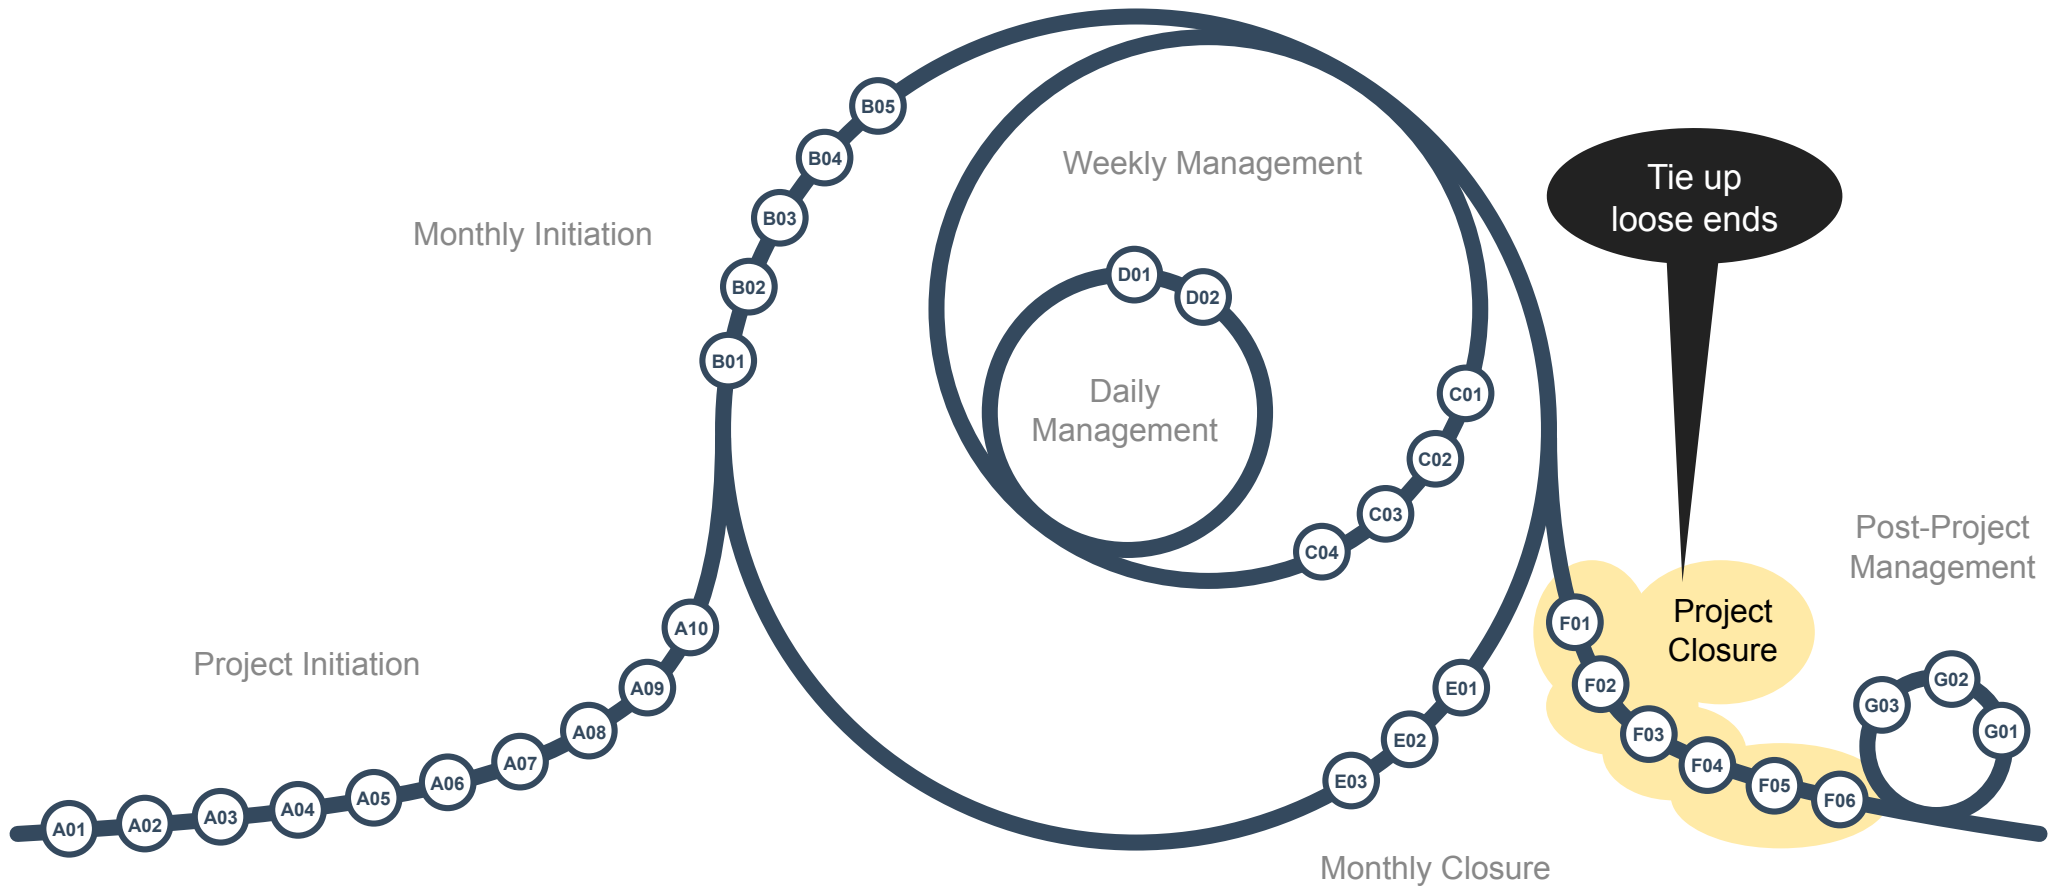 Project Initiation
A01
A02
A03
A04
A05
A06
A07
A08
A09
A10
Monthly Initiation
B01
B02
B03
B04
B05
Weekly Management
C01
C02
C03
C04
Daily
Management
D01
D02
Monthly Closure
E01
E02
E03
Tie up
loose ends
Project
Closure
F01
F02
F03
F04
F05
F06
Post-Project
Management
G01
G02
G03